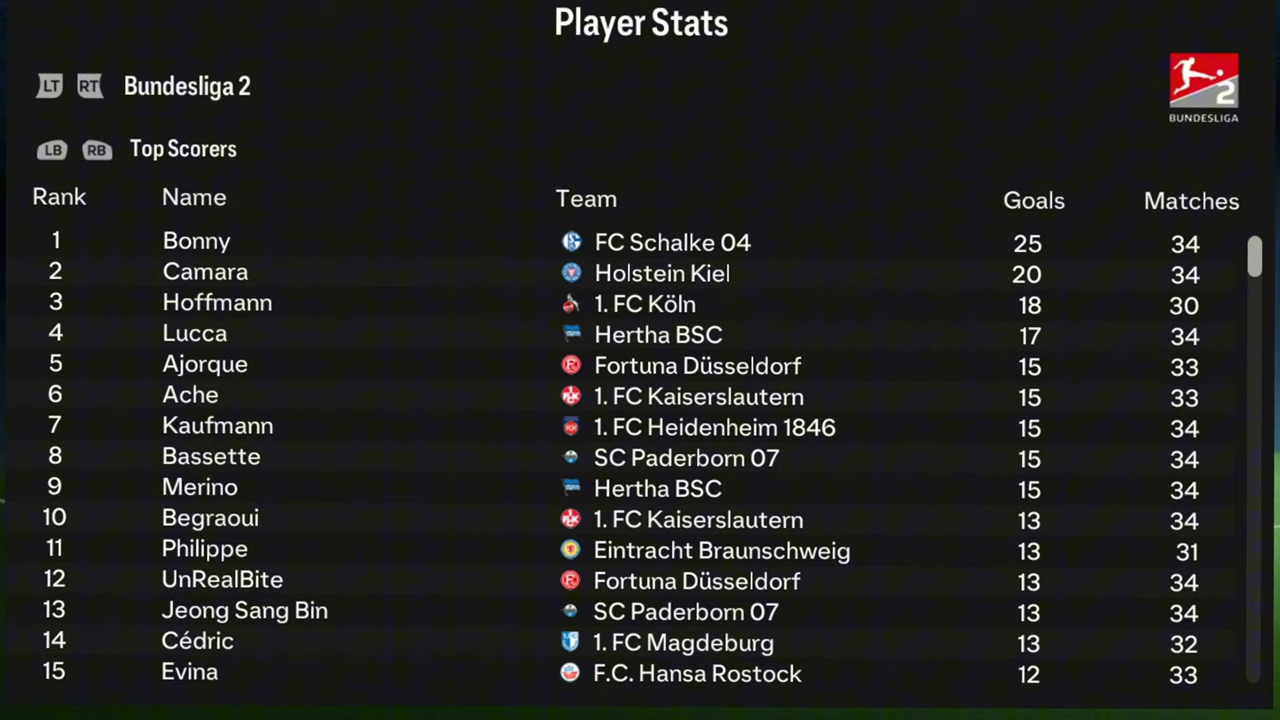 Player Stats
LT RT Bundesliga 2
2
BUNDESLIGA
LB RB Top Scorers
Rank Name Team Goals Matches
1 Bonny FC Schalke 04 25 34
2 Camara Holstein Kiel 20 34
3 Hoffmann 1. FC Köln 18 30
4 Lucca Hertha BSC 17 34
5 Ajorque Fortuna Düsseldorf 15 33
6 Ache 1. FC Kaiserslautern 15 33
7 Kaufmann 1. FC Heidenheim 1846 15 34
8 Bassette SC Paderborn 07 15 34
9 Merino Hertha BSC 15 34
10 Begraoui 1. FC Kaiserslautern 13 34
11 Philippe Eintracht Braunschweig 13 31
12 UnRealBite Fortuna Düsseldorf 13 34
13 Jeong Sang Bin SC Paderborn 07 13 34
14 Cédric 1. FC Magdeburg 13 32
15 Evina F.C. Hansa Rostock 12 33